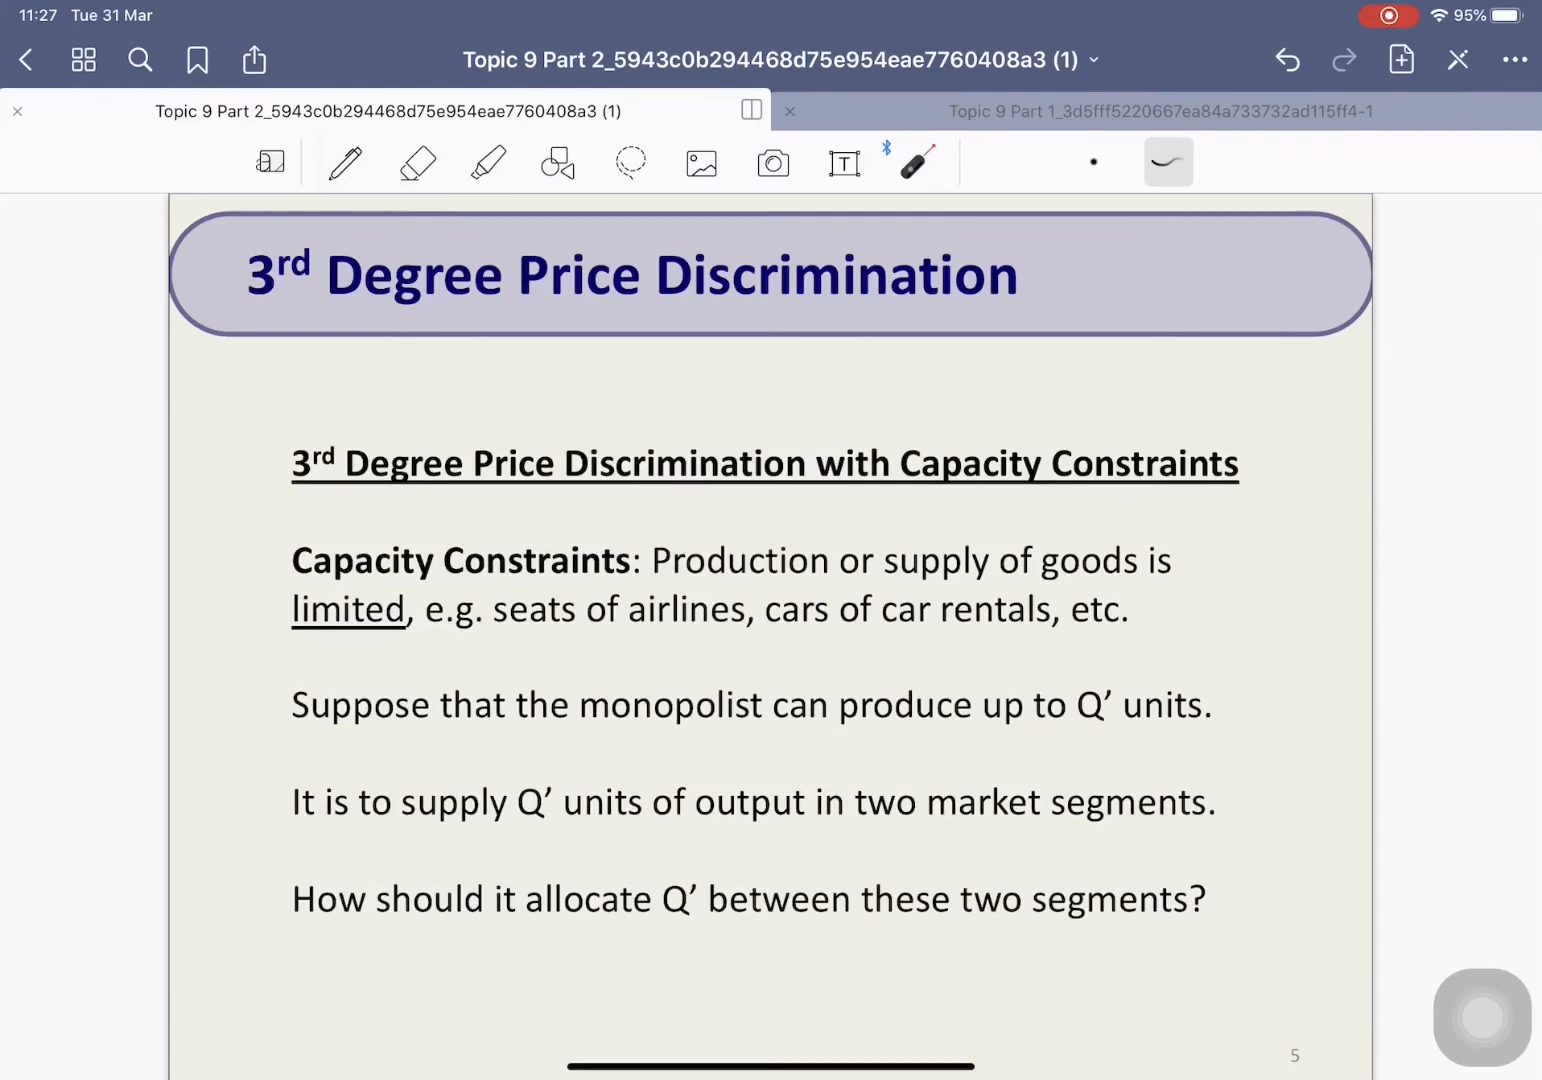 11:27 Tue 31 Mar
95%
Topic 9 Part 2_5943c0b294468d75e954eae7760408a3 (1)
Topic 9 Part 2_5943c0b294468d75e954eae7760408a3 (1)
Topic 9 Part 1_3d5fff5220667ea84a733732ad115ff4-1
3rd Degree Price Discrimination
3rd Degree Price Discrimination with Capacity Constraints
Capacity Constraints: Production or supply of goods is
limited, e.g. seats of airlines, cars of car rentals, etc.
Suppose that the monopolist can produce up to Q’ units.
It is to supply Q’ units of output in two market segments.
How should it allocate Q’ between these two segments?
5